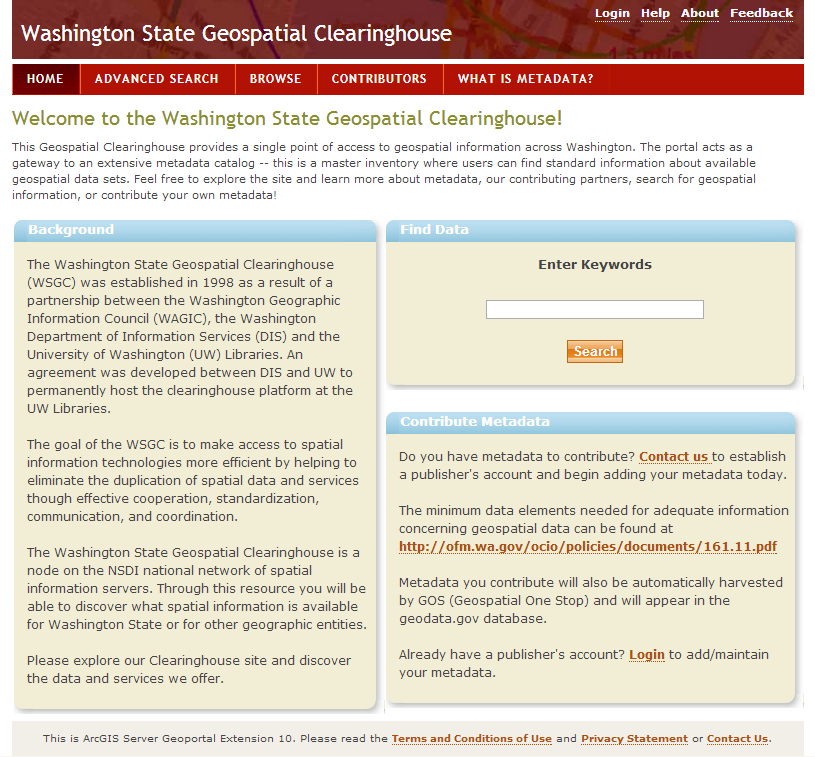 Login Help About Feedback
Washington State Geospatial Clearinghouse
HOME ADVANCED SEARCH BROWSE CONTRIBUTORS WHAT IS METADATA?
Welcome to the Washington State Geospatial Clearinghouse!
This Geospatial Clearinghouse provides a single point of access to geospatial information across Washington. The portal acts as a
gateway to an extensive metadata catalog -- this is a master inventory where users can find standard information about available
geospatial data sets. Feel free to explore the site and learn more about metadata, our contributing partners, search for geospatial
information, or contribute your own metadata!
Background
The Washington State Geospatial Clearinghouse
(WSGC) was established in 1998 as a result of a
partnership between the Washington Geographic
Information Council (WAGIC), the Washington
Department of Information Services (DIS) and the
University of Washington (UW) Libraries. An
agreement was developed between DIS and UW to
permanently host the clearinghouse platform at the
UW Libraries.
The goal of the WSGC is to make access to spatial
information technologies more efficient by helping to
eliminate the duplication of spatial data and services
though effective cooperation, standardization,
communication, and coordination.
The Washington State Geospatial Clearinghouse is a
node on the NSDI national network of spatial
information servers. Through this resource you will be
able to discover what spatial information is available
for Washington State or for other geographic entities.
Please explore our Clearinghouse site and discover
the data and services we offer.
Find Data
Enter Keywords
Search
Contribute Metadata
Do you have metadata to contribute? Contact us to establish
a publisher's account and begin adding your metadata today.
The minimum data elements needed for adequate information
concerning geospatial data can be found at
http://ofm.wa.gov/ocio/policies/documents/161.11.pdf
Metadata you contribute will also be automatically harvested
by GOS (Geospatial One Stop) and will appear in the
geodata.gov database.
Already have a publisher's account? Login to add/maintain
your metadata.
This is ArcGIS Server Geoportal Extension 10. Please read the Terms and Conditions of Use and Privacy Statement or Contact Us.